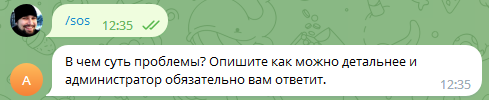 /sos
12:35
В чем суть проблемы? Опишите как можно детальнее и
администратор обязательно вам ответит.
12:35
А